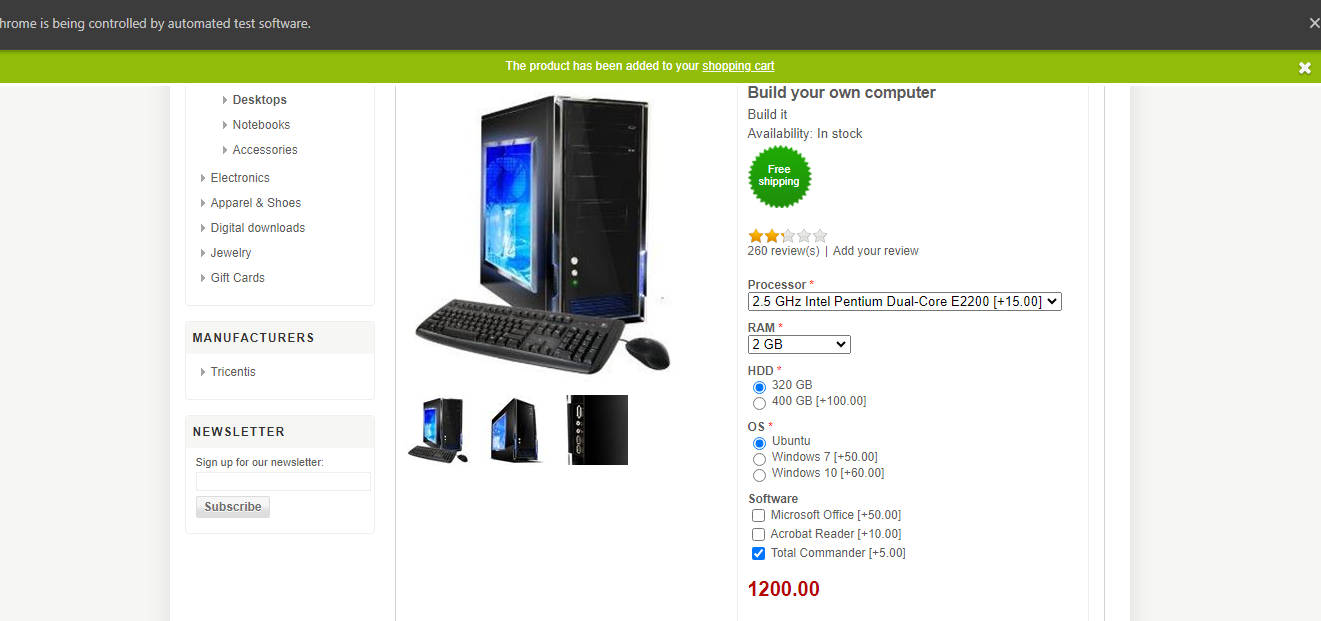 hrome is being controlled by automated test software.
The product has been added to your shopping cart
Desktops
Notebooks
Accessories
Electronics
Apparel & Shoes
Digital downloads
Jewelry
Gift Cards
MANUFACTURERS
Tricentis
NEWSLETTER
Sign up for our newsletter:
Subscribe
Build your own computer
Build it
Availability: In stock
Free
shipping
260 review(s) | Add your review
Processor *
2.5 GHz Intel Pentium Dual-Core E2200 [+15.00]
RAM *
2 GB
HDD *
320 GB
400 GB [+100.00]
OS *
Ubuntu
Windows 7 [+50.00]
Windows 10 [+60.00]
Software
Microsoft Office [+50.00]
Acrobat Reader [+10.00]
Total Commander [+5.00]
1200.00